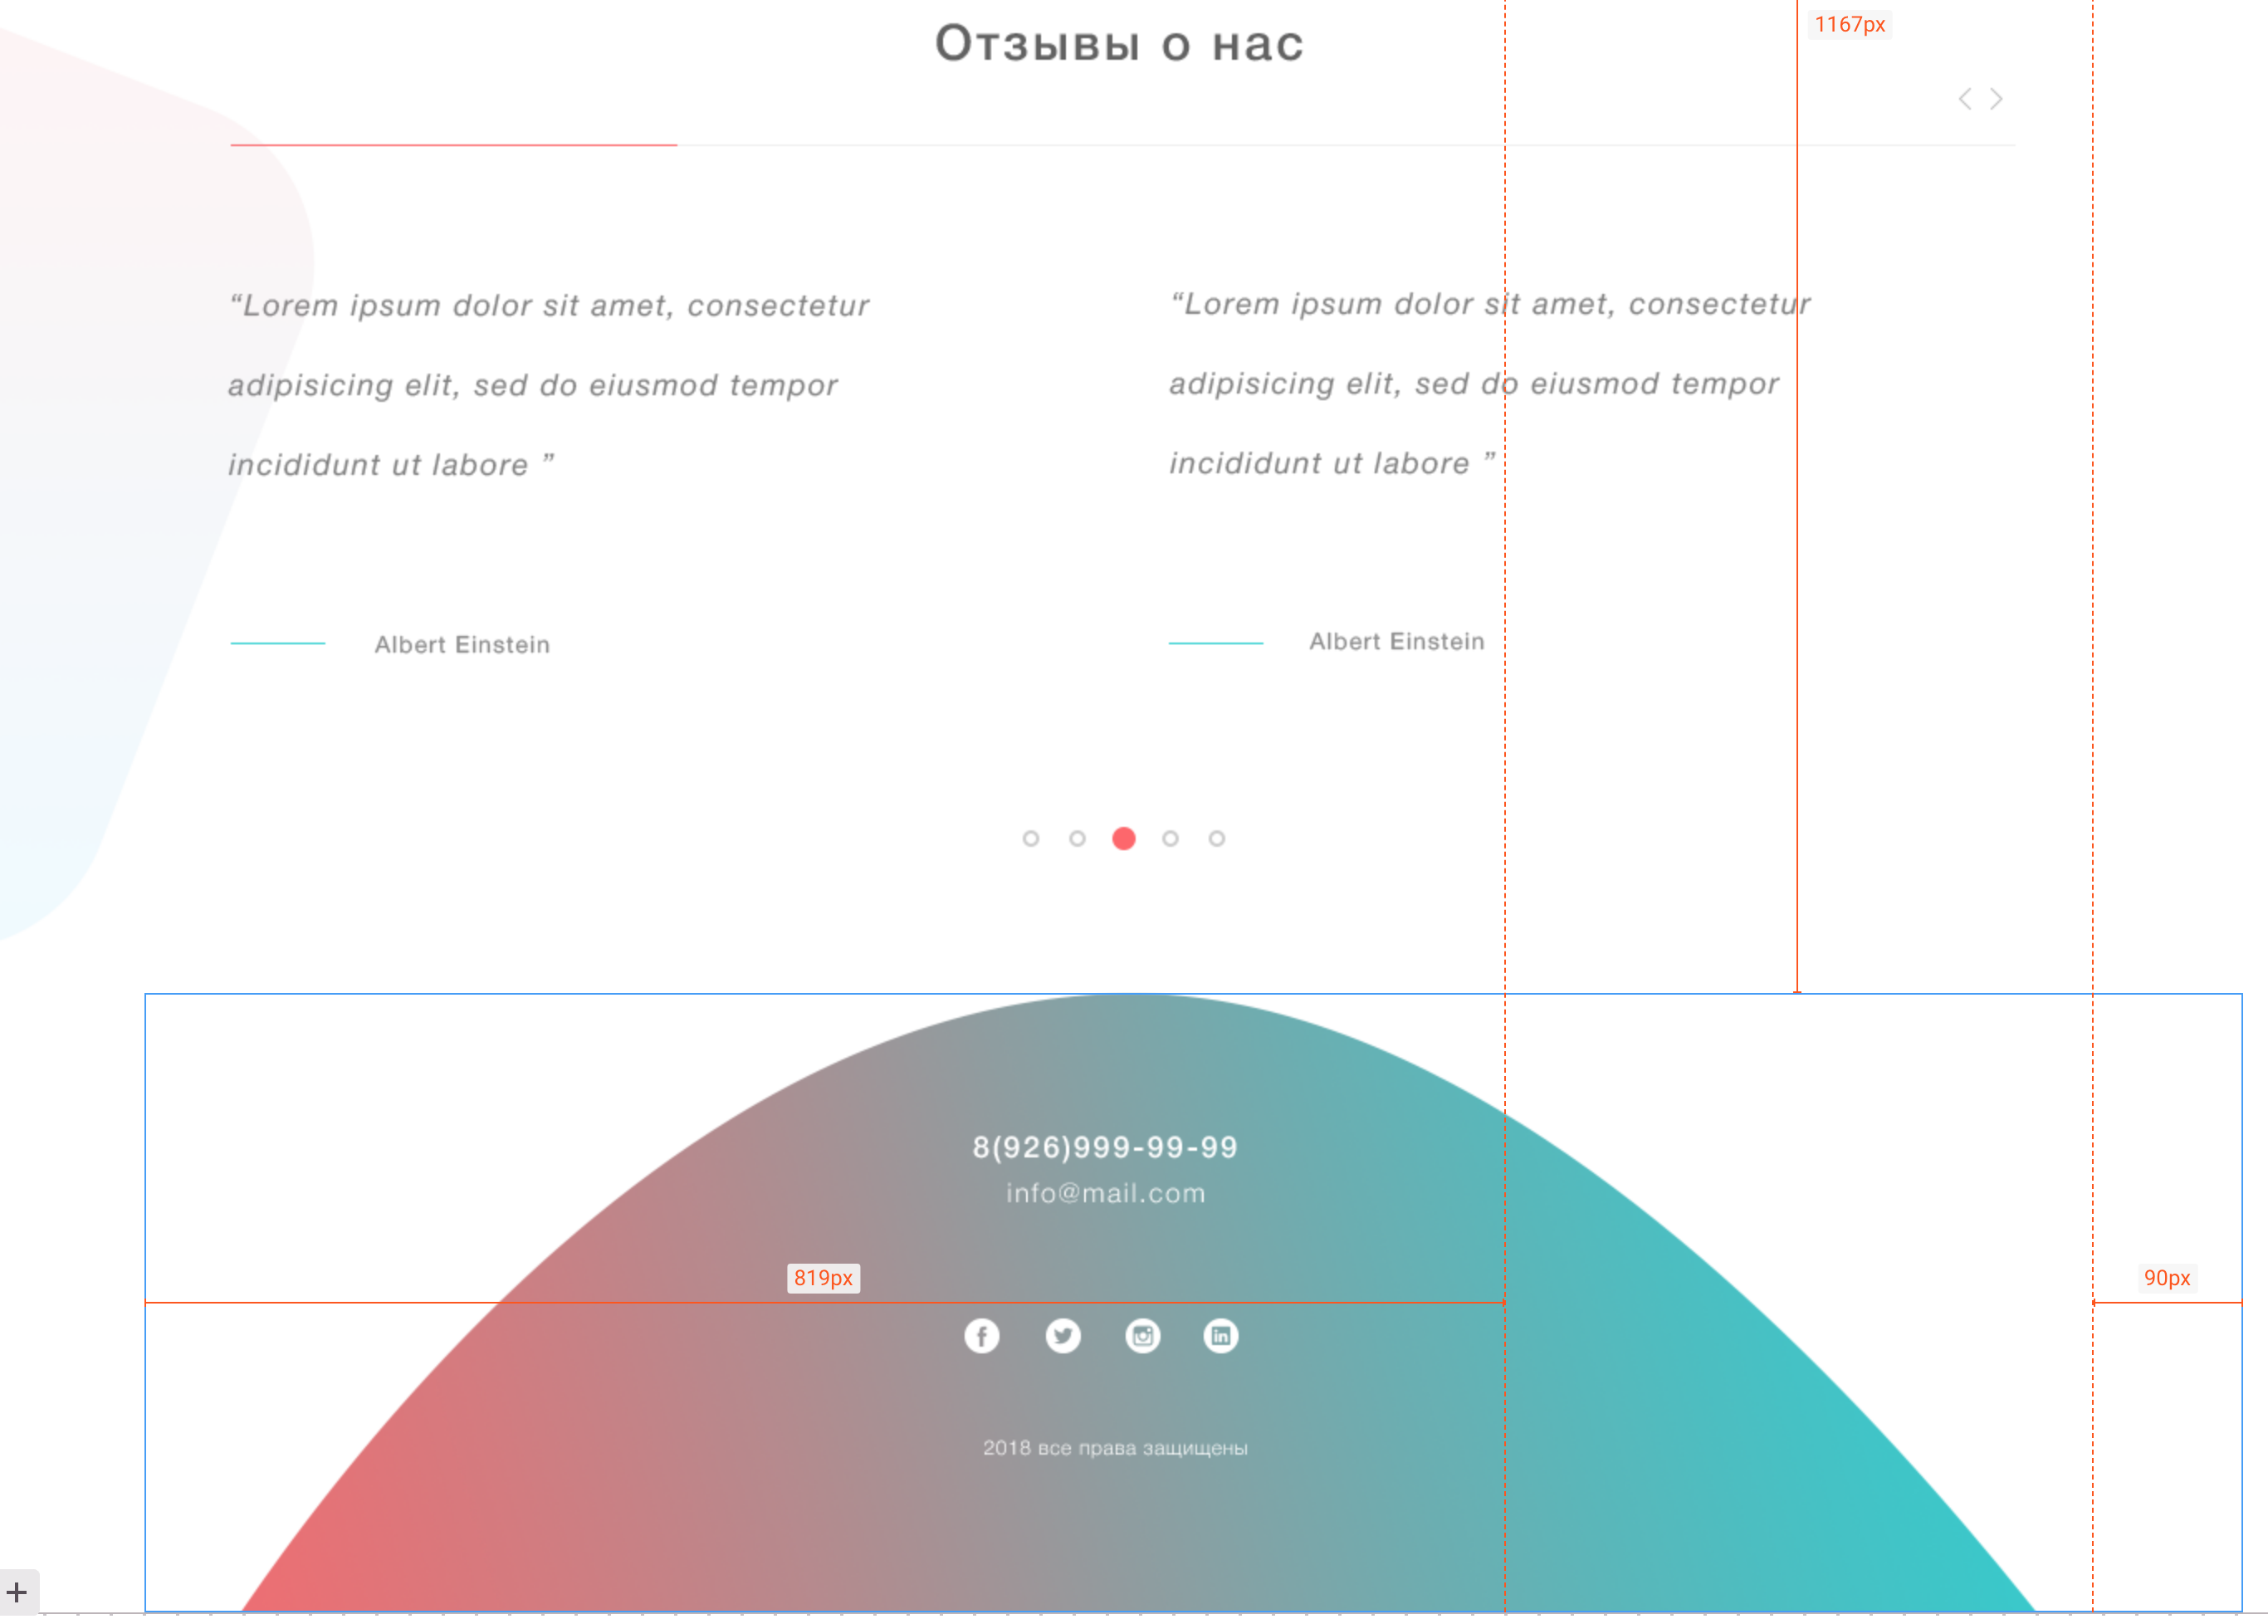 Отзывы о нас
1167px
“Lorem ipsum dolor sit amet, consectetur
adipisicing elit, sed do eiusmod tempor
incididunt ut labore ”
Albert Einstein
“Lorem ipsum dolor sit amet, consectetur
adipisicing elit, sed do eiusmod tempor
incididunt ut labore ”
Albert Einstein
8(926)999-99-99
info@mail.com
819px
90px
2018 все права защищены